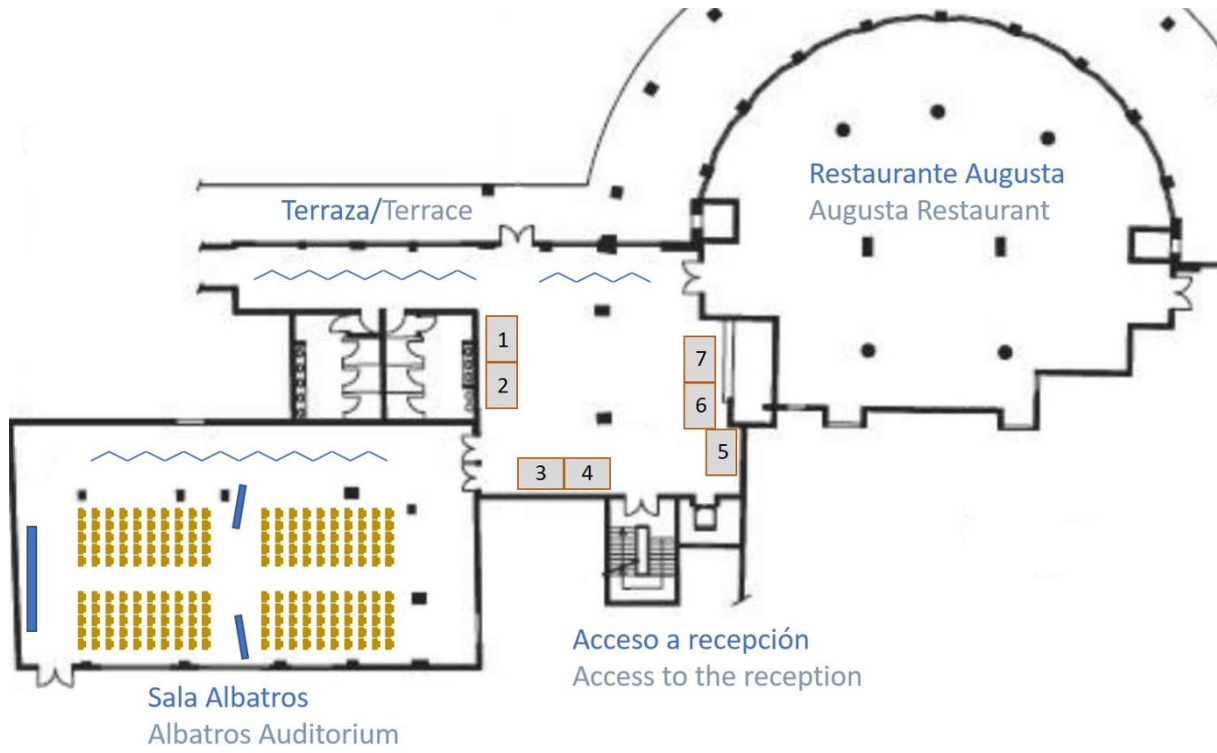 Restaurante Augusta
Augusta Restaurant
Terraza/Terrace
1
2
7
6
5
3
4
Acceso a recepción
Access to the reception
Sala Albatros
Albatros Auditorium